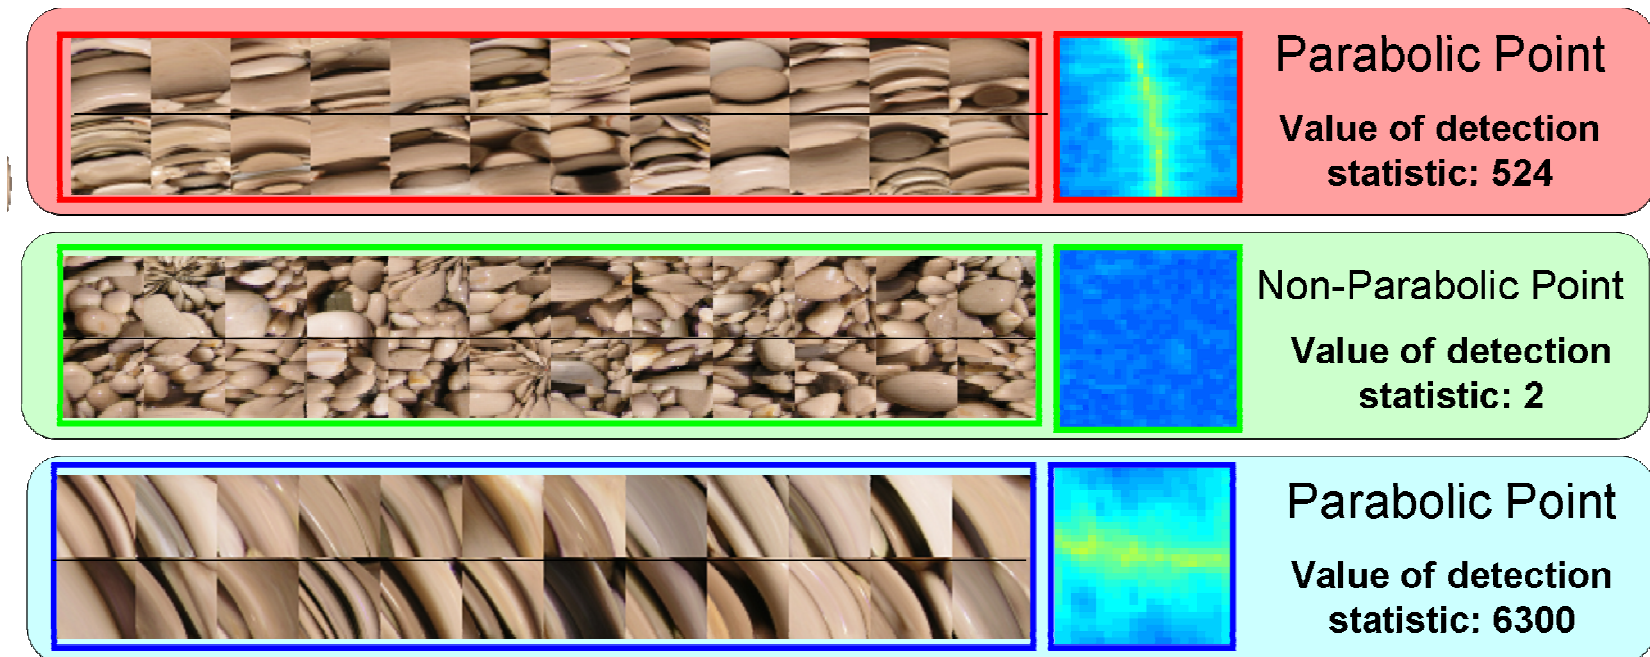 Parabolic Point
Value of detection
statistic: 524
Non-Parabolic Point
Value of detection
statistic: 2
Parabolic Point
Value of detection
statistic: 6300